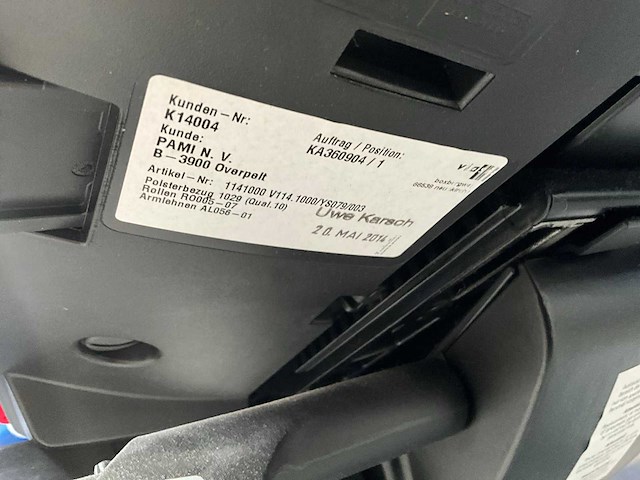 Kunden-Nr:
K14004
Kunde:
PAMI N. V.
B-3900 Overpelt
Auftrag / Position:
KA360904 / 1
Artikel-Nr: 1141000 V114.1000/YS079/003
Polsterbezug 1029 (Qual.10)
Rollen RO005-07
Armlehnen AL056-01
Uwe Karsch
20. MAI 2014